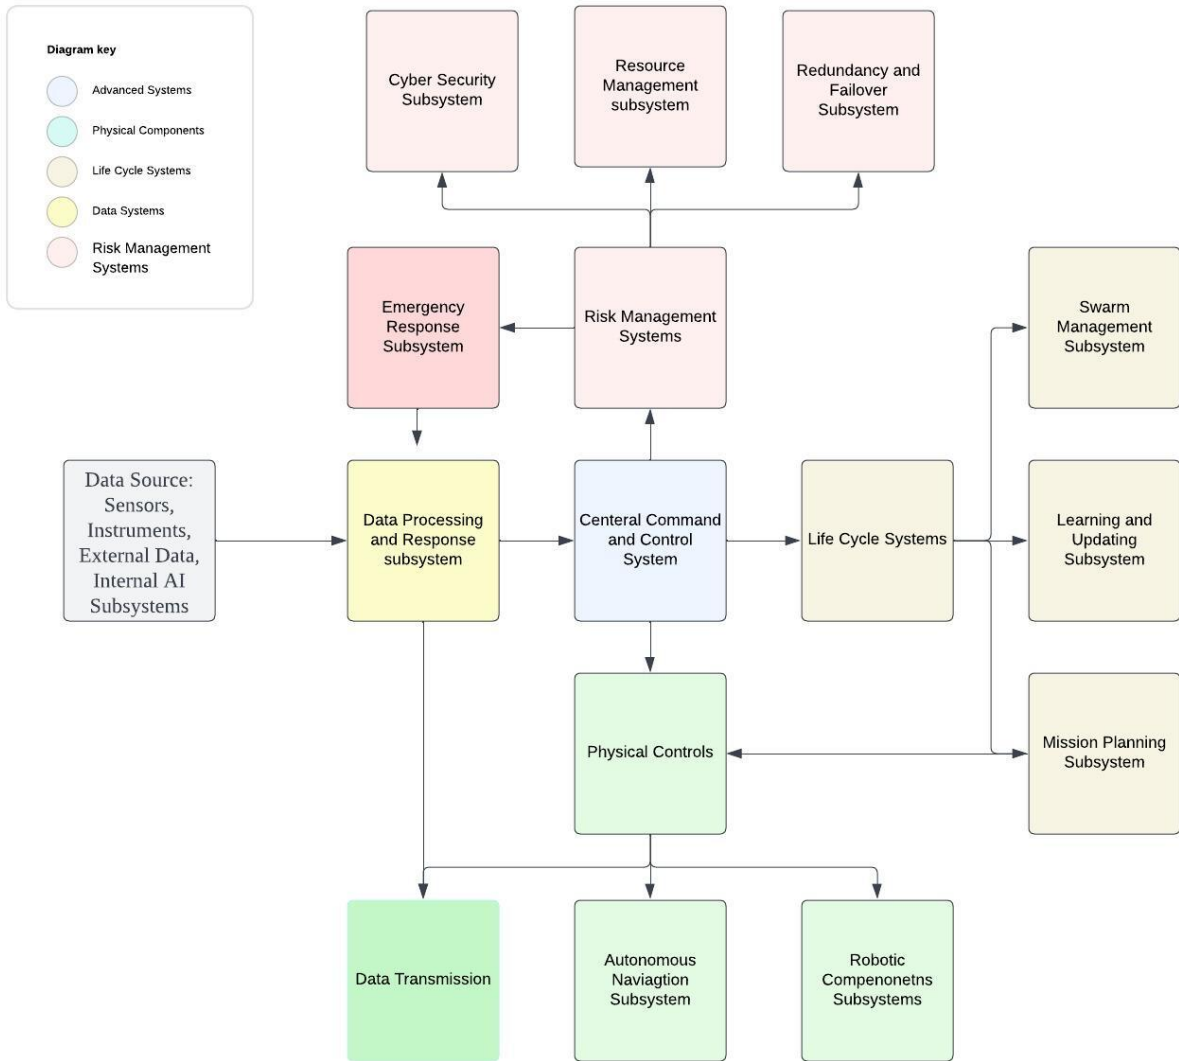 Diagram key
Advanced Systems
Physical Components
Life Cycle Systems
Data Systems
Risk Management
Systems
Cyber Security
Subsystem
Resource
Management
subsystem
Redundancy and
Failover
Subsystem
Emergency
Response
Subsystem
Risk Management
Systems
Swarm
Management
Subsystem
Data Source:
Sensors,
Instruments,
External Data,
Internal AI
Subsystems
Data Processing
and Response
subsystem
Centeral Command
and Control
System
Life Cycle Systems
Learning and
Updating
Subsystem
Physical Controls
Mission Planning
Subsystem
Data Transmission
Autonomous
Naviagtion
Subsystem
Robotic
Compenonetns
Subsystems